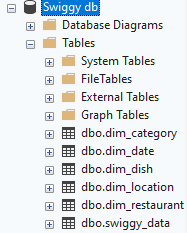 Swiggy db
Database Diagrams
Tables
System Tables
FileTables
External Tables
Graph Tables
dbo.dim_category
dbo.dim_date
dbo.dim_dish
dbo.dim_location
dbo.dim_restaurant
dbo.swiggy_data